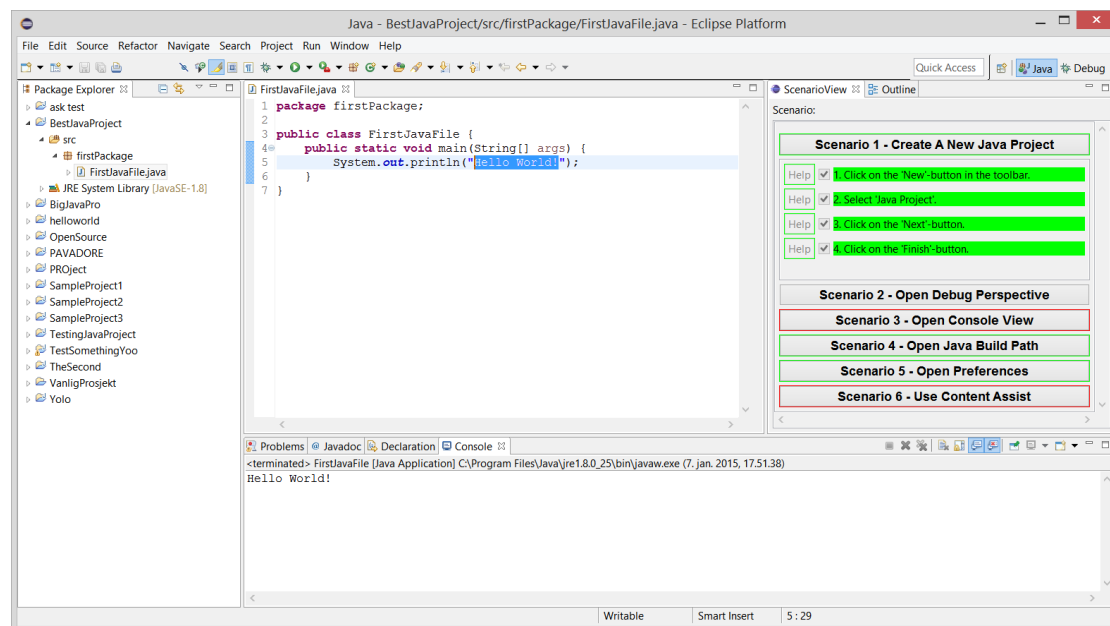 Java - BestJavaProject/src/firstPackage/FirstJavaFile.java - Eclipse Platform
File Edit Source Refactor Navigate Search Project Run Window Help
Quick Access Java Debug
Package Explorer
ask test
BestJavaProject
src
firstPackage
FirstJavaFile.java
JRE System Library [JavaSE-1.8]
BigJavaPro
helloworld
OpenSource
PAVADORE
PROject
SampleProject1
SampleProject2
SampleProject3
TestingJavaProject
TestSomethingYoo
TheSecond
VanligProsjekt
Yolo
FirstJavaFile.java
1 package firstPackage;
2
3 public class FirstJavaFile {
4 public static void main(String[] args) {
5 System.out.println("Hello World!");
6 }
7 }
ScenarioView Outline
Scenario:
Scenario 1 - Create A New Java Project
Help 1. Click on the 'New'-button in the toolbar.
Help 2. Select 'Java Project'.
Help 3. Click on the 'Next'-button.
Help 4. Click on the 'Finish'-button.
Scenario 2 - Open Debug Perspective
Scenario 3 - Open Console View
Scenario 4 - Open Java Build Path
Scenario 5 - Open Preferences
Scenario 6 - Use Content Assist
Problems Javadoc Declaration Console
<terminated> FirstJavaFile [Java Application] C:\Program Files\Java\jre1.8.0_25\bin\javaw.exe (7. jan. 2015, 17.51.38)
Hello World!
Writable Smart Insert 5 : 29